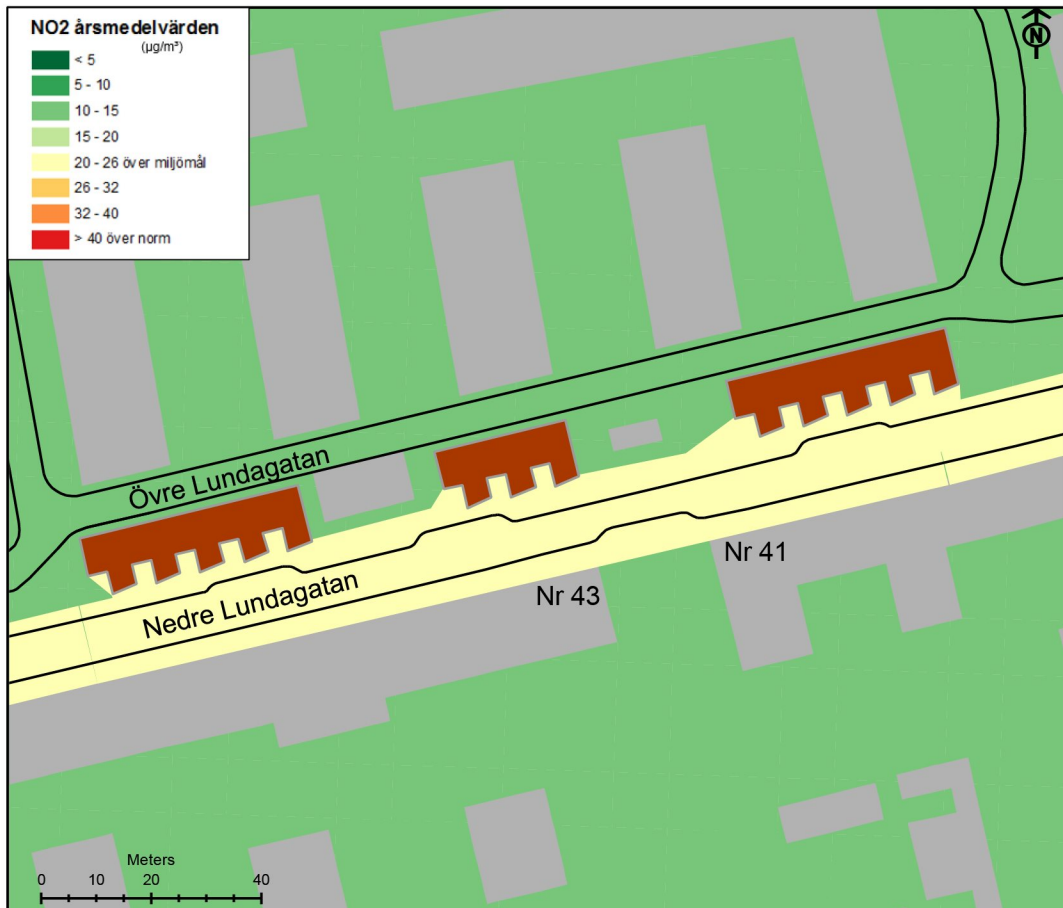 NO2 årsmedelvärden
(µg/m³)
< 5
5 - 10
10 - 15
15 - 20
20 - 26 över miljömål
26 - 32
32 - 40
> 40 över norm
N
Övre Lundagatan
Nedre Lundagatan
Nr 41
Nr 43
Meters
0 10 20 40